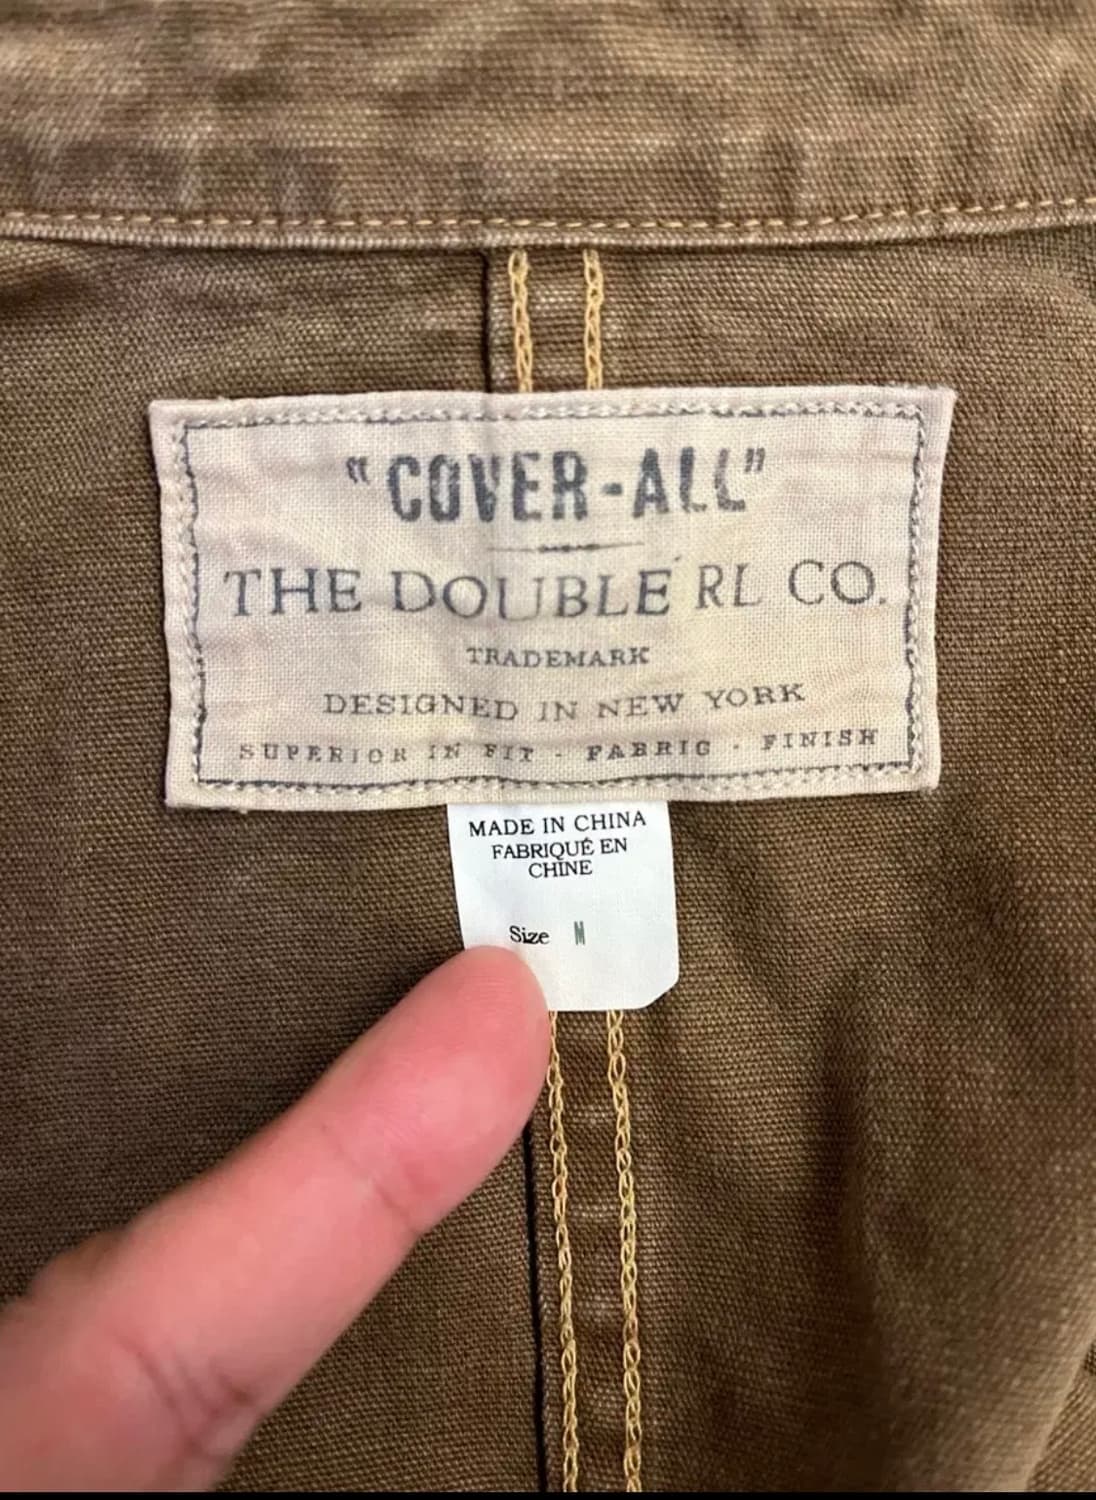 "COVER-ALL"
THE DOUBLE RL CO.
TRADEMARK
DESIGNED IN NEW YORK
SUPERIOR IN FIT - FABRIC - FINISH
MADE IN CHINA
FABRIQUÉ EN
CHINE
Size M